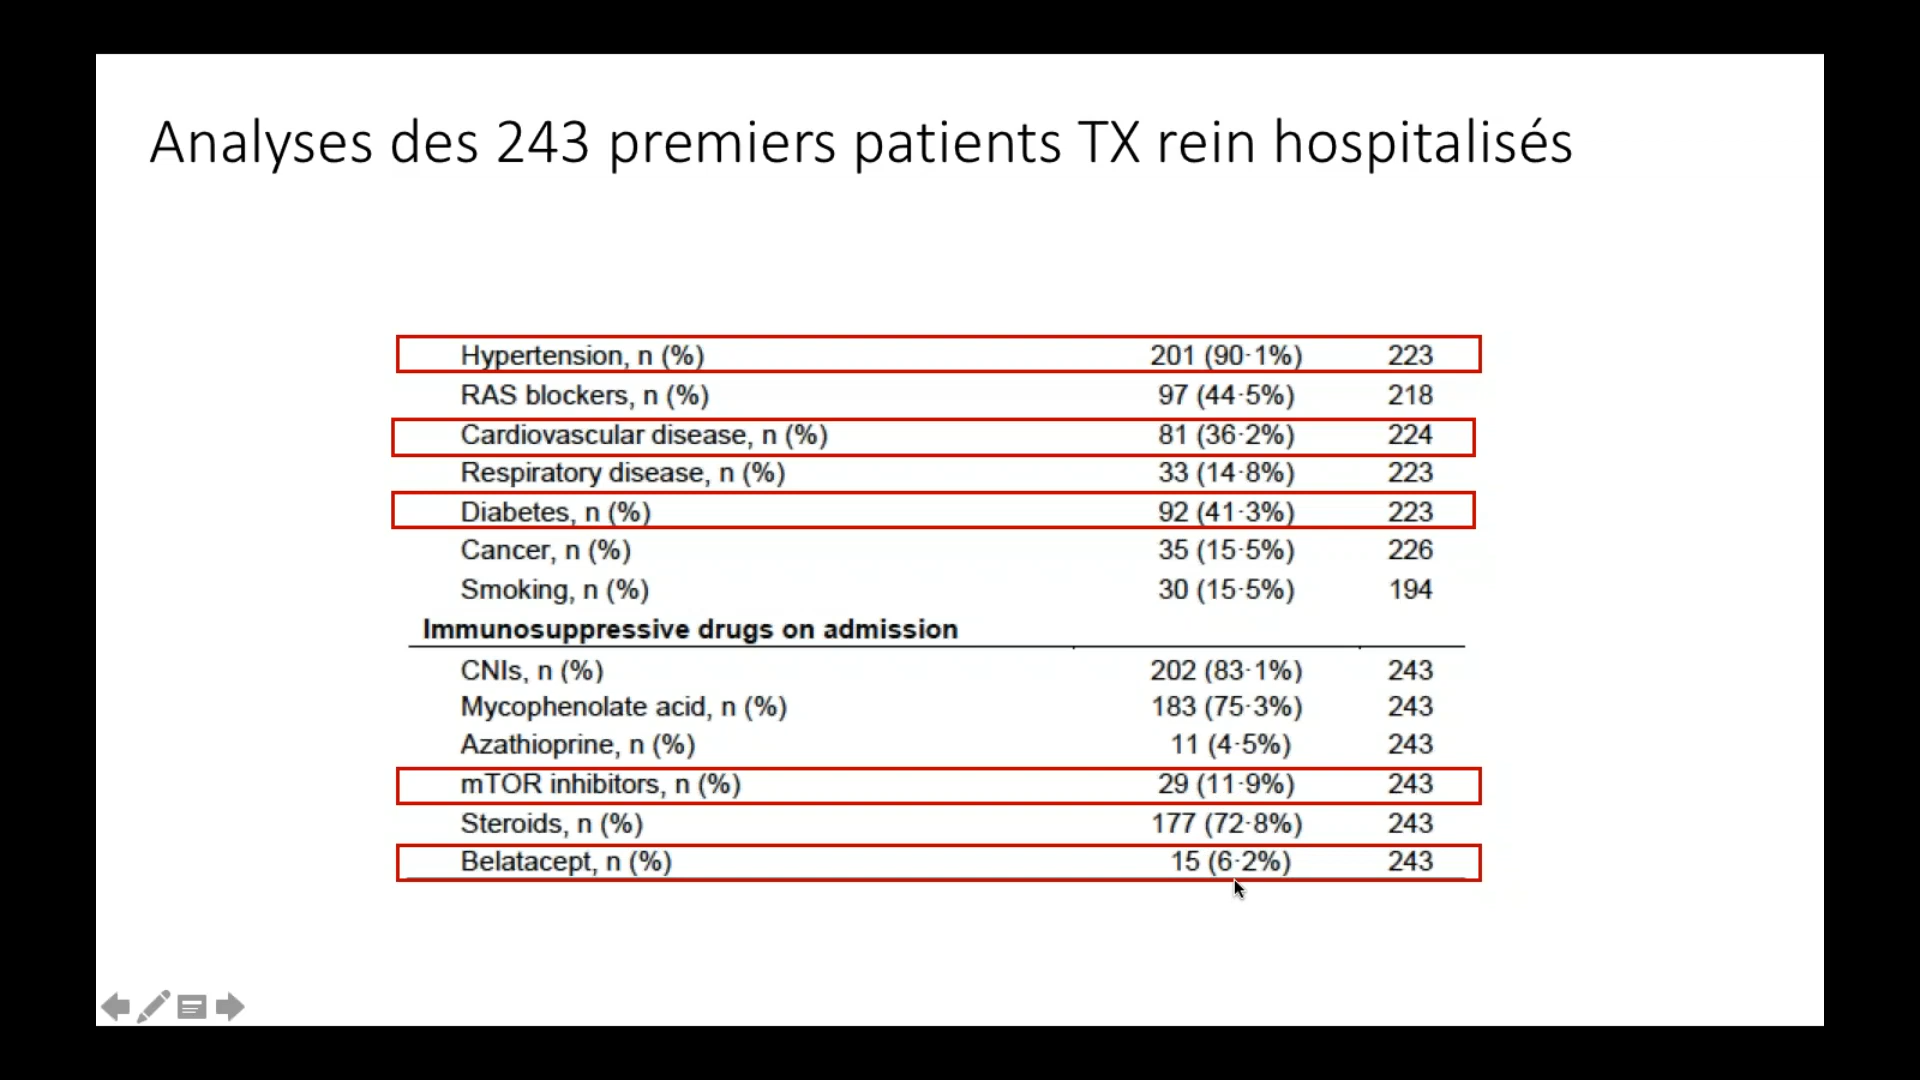 Analyses des 243 premiers patients TX rein hospitalisés
Hypertension, n (%) 201 (90·1%) 223
RAS blockers, n (%) 97 (44·5%) 218
Cardiovascular disease, n (%) 81 (36·2%) 224
Respiratory disease, n (%) 33 (14·8%) 223
Diabetes, n (%) 92 (41·3%) 223
Cancer, n (%) 35 (15·5%) 226
Smoking, n (%) 30 (15·5%) 194
Immunosuppressive drugs on admission
CNIs, n (%) 202 (83·1%) 243
Mycophenolate acid, n (%) 183 (75·3%) 243
Azathioprine, n (%) 11 (4·5%) 243
mTOR inhibitors, n (%) 29 (11·9%) 243
Steroids, n (%) 177 (72·8%) 243
Belatacept, n (%) 15 (6·2%) 243